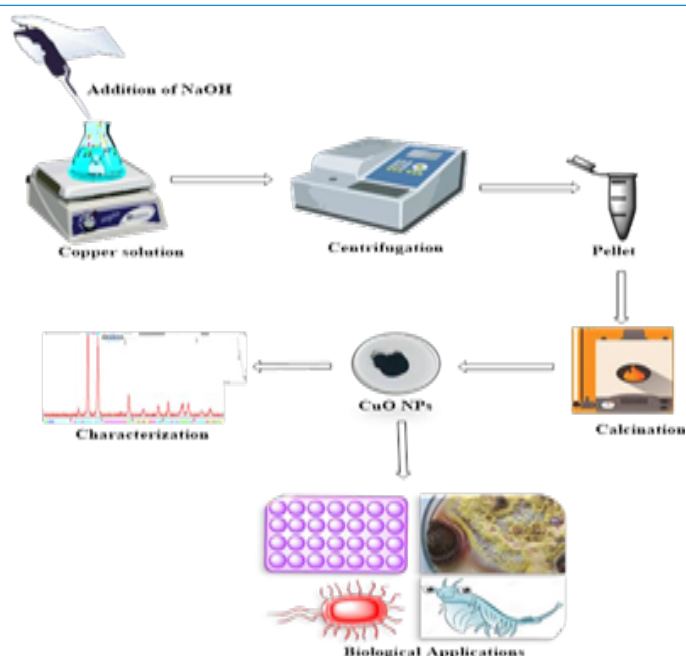 Addition of NaOH
Copper solution
Centrifugation
Pellet
Characterization
CuO NPs
Calcination
Biological Applications